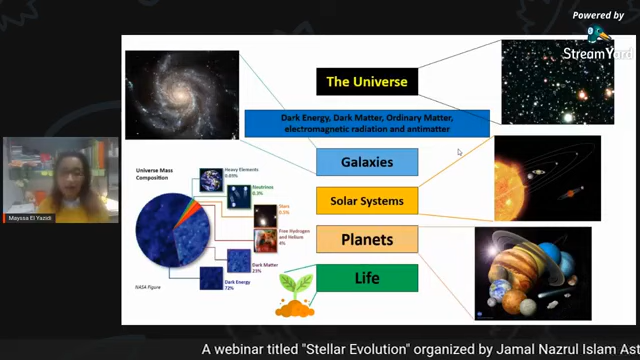 Powered by
StreamYard
The Universe
Dark Energy, Dark Matter, Ordinary Matter,
electromagnetic radiation and antimatter
Galaxies
Solar Systems
Planets
Life
Universe Mass
Composition
Heavy Elements
0.03%
Neutrinos
0.3%
Stars
0.5%
Free Hydrogen
and Helium
4%
Dark Matter
23%
Dark Energy
72%
NASA Figure
Mayssa El Yazidi
A webinar titled "Stellar Evolution" organized by Jamal Nazrul Islam Ast